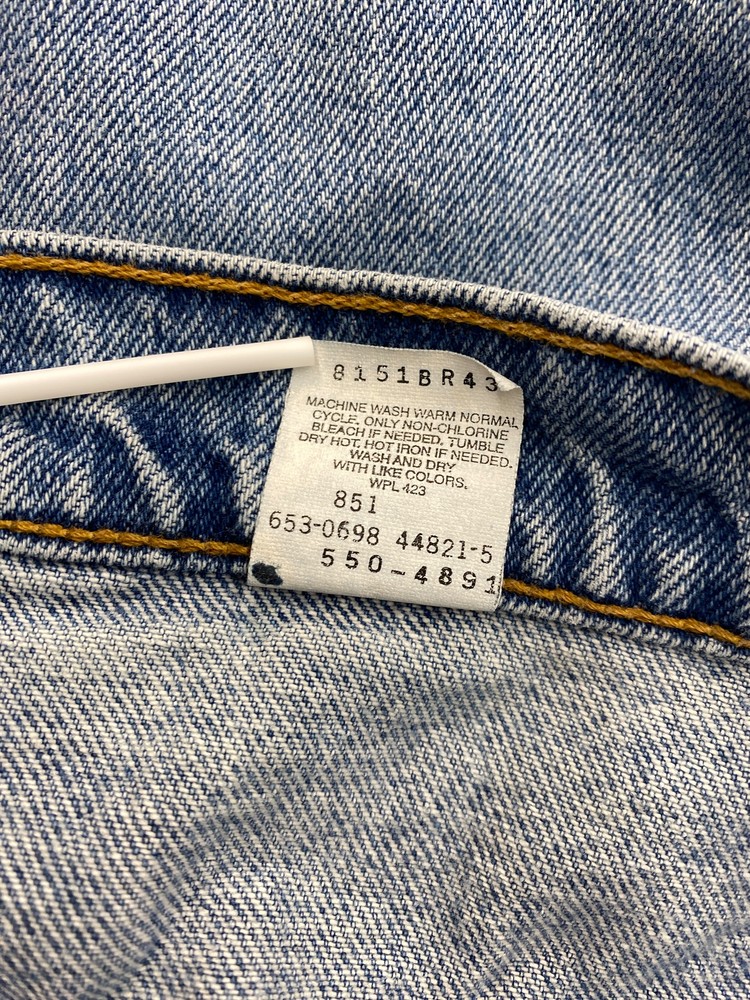 8151BR43
MACHINE WASH WARM NORMAL
CYCLE. ONLY NON-CHLORINE
BLEACH IF NEEDED. TUMBLE
DRY HOT, HOT IRON IF NEEDED.
WASH AND DRY
WITH LIKE COLORS.
WPL 423
851
653-0698 44821-5
550-4891